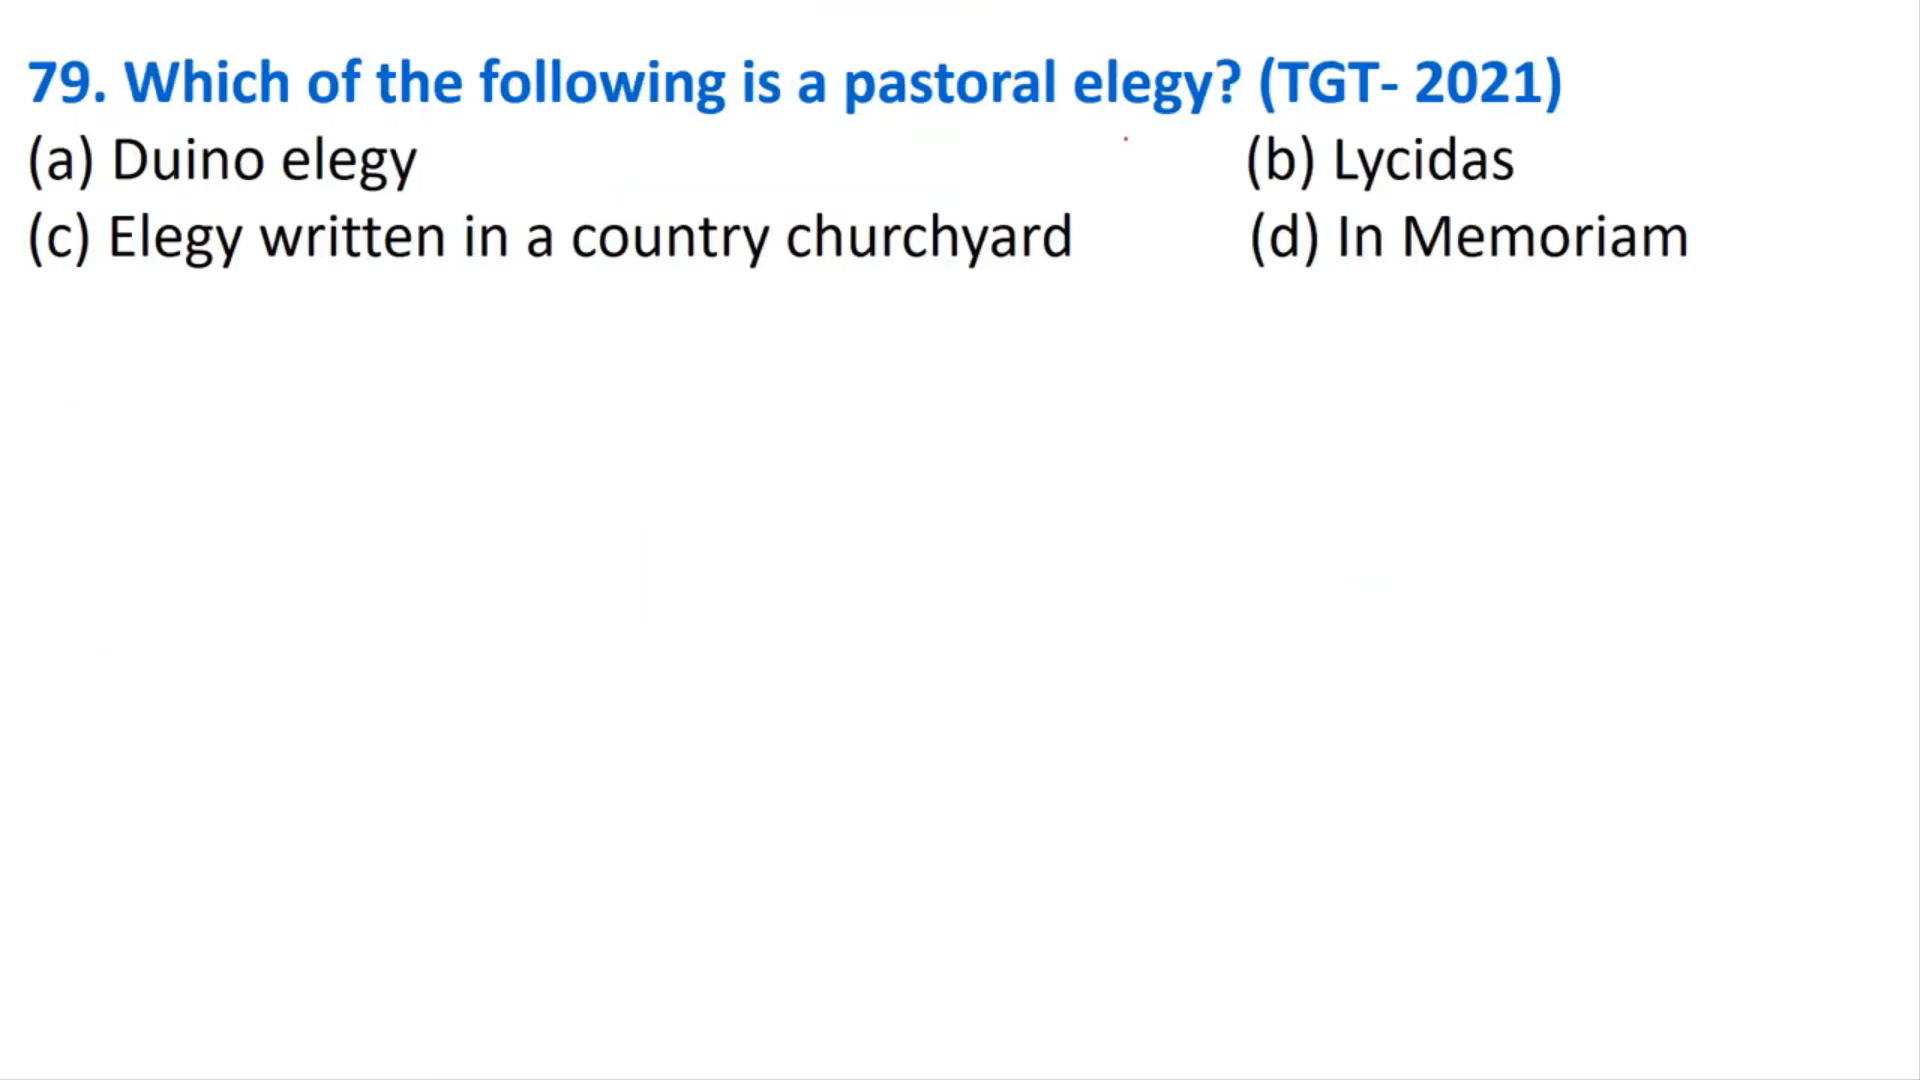 79. Which of the following is a pastoral elegy? (TGT- 2021)
(a) Duino elegy (b) Lycidas
(c) Elegy written in a country churchyard (d) In Memoriam